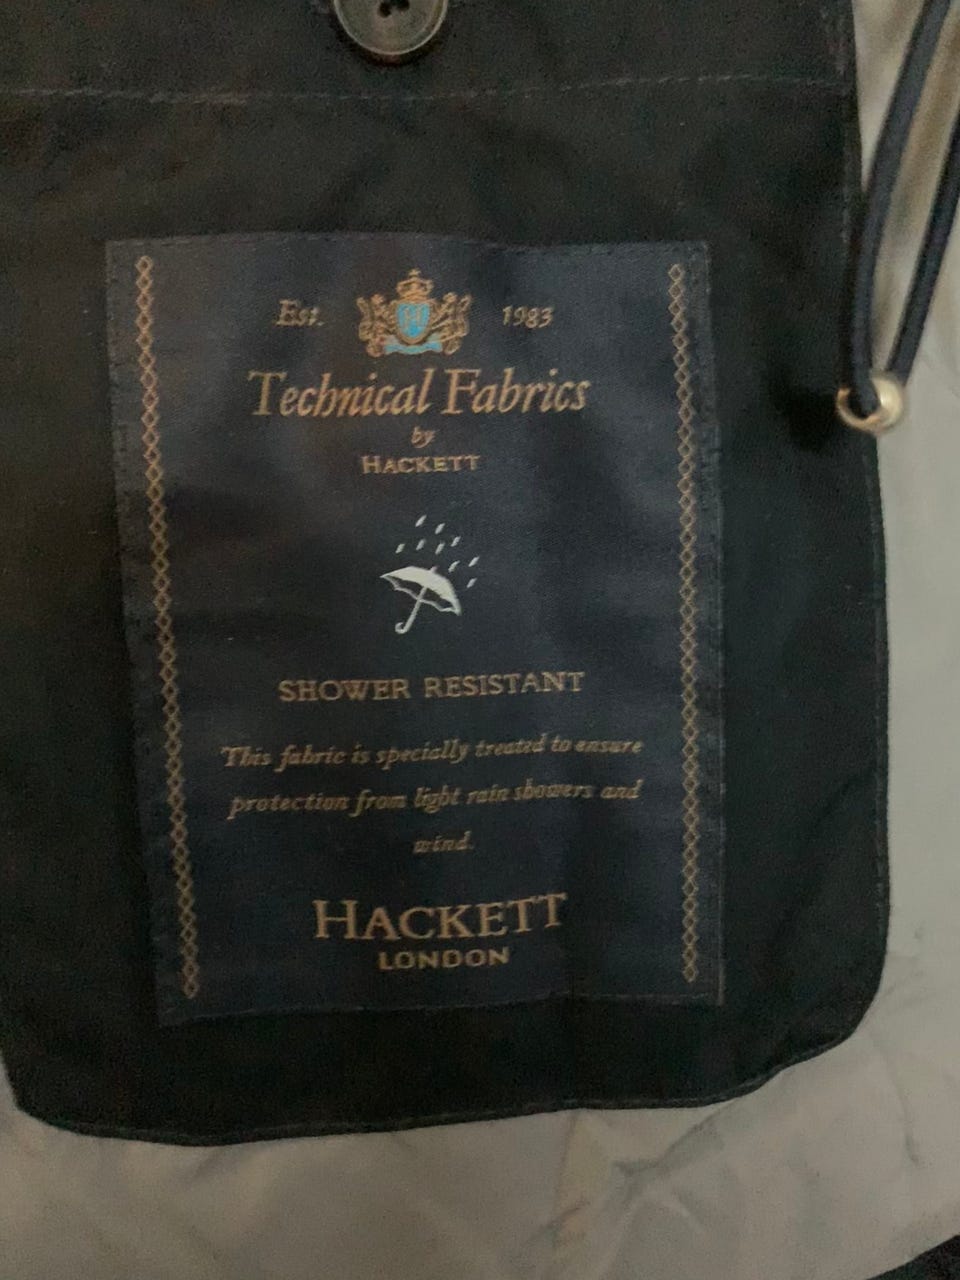 Est. 1983
Technical Fabrics
by
HACKETT
SHOWER RESISTANT
This fabric is specially treated to ensure
protection from light rain showers and
wind.
HACKETT
LONDON